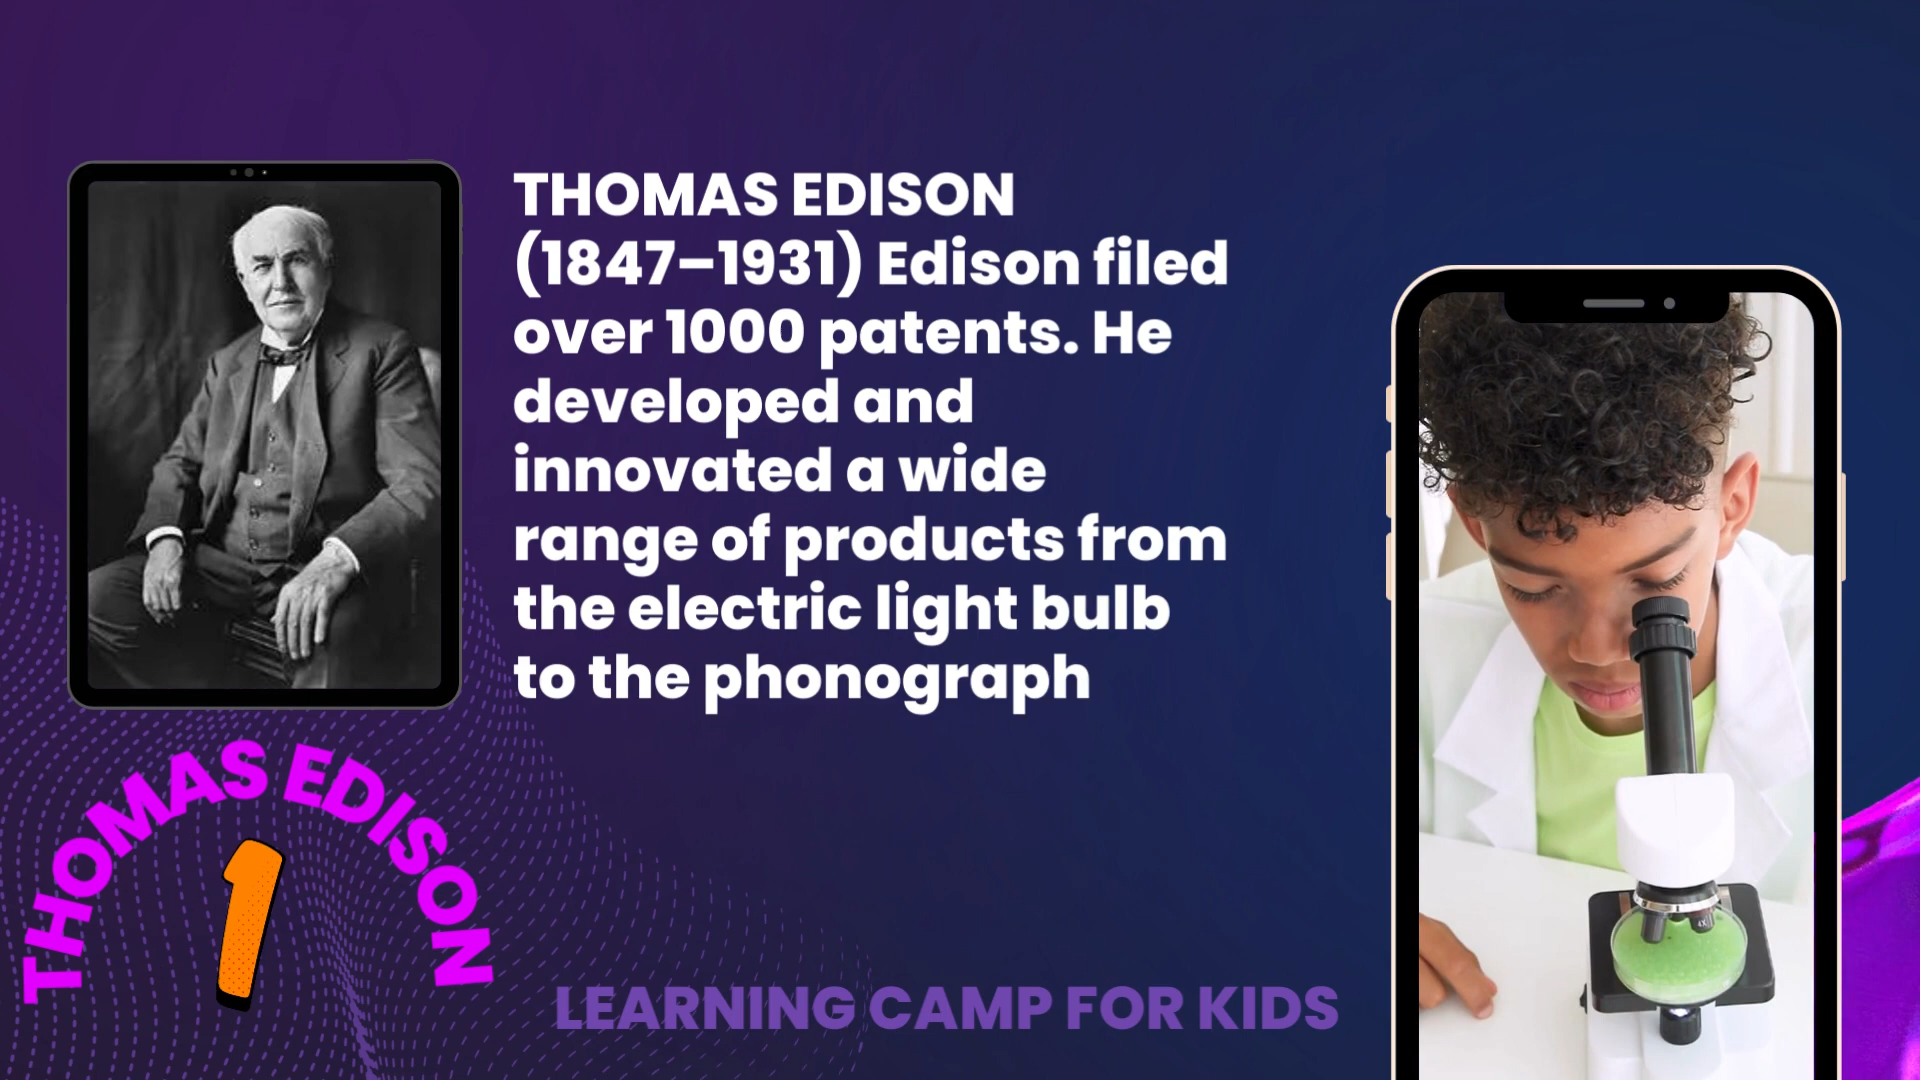 THOMAS EDISON
(1847–1931) Edison filed
over 1000 patents. He
developed and
innovated a wide
range of products from
the electric light bulb
to the phonograph
THOMAS EDISON
1
LEARNING CAMP FOR KIDS